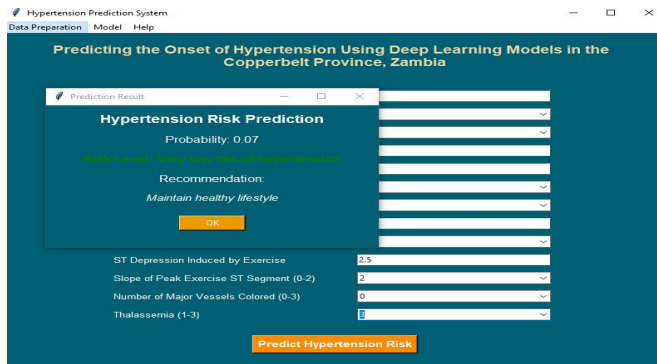 Hypertension Prediction System
Data Preparation Model Help
Predicting the Onset of Hypertension Using Deep Learning Models in the
Copperbelt Province, Zambia
Prediction Result
Hypertension Risk Prediction
Probability: 0.07
Risk Level: Very low risk of hypertension
Recommendation:
Maintain healthy lifestyle
OK
ST Depression Induced by Exercise 2.5
Slope of Peak Exercise ST Segment (0-2) 2
Number of Major Vessels Colored (0-3) 0
Thalassemia (1-3) 3
Predict Hypertension Risk